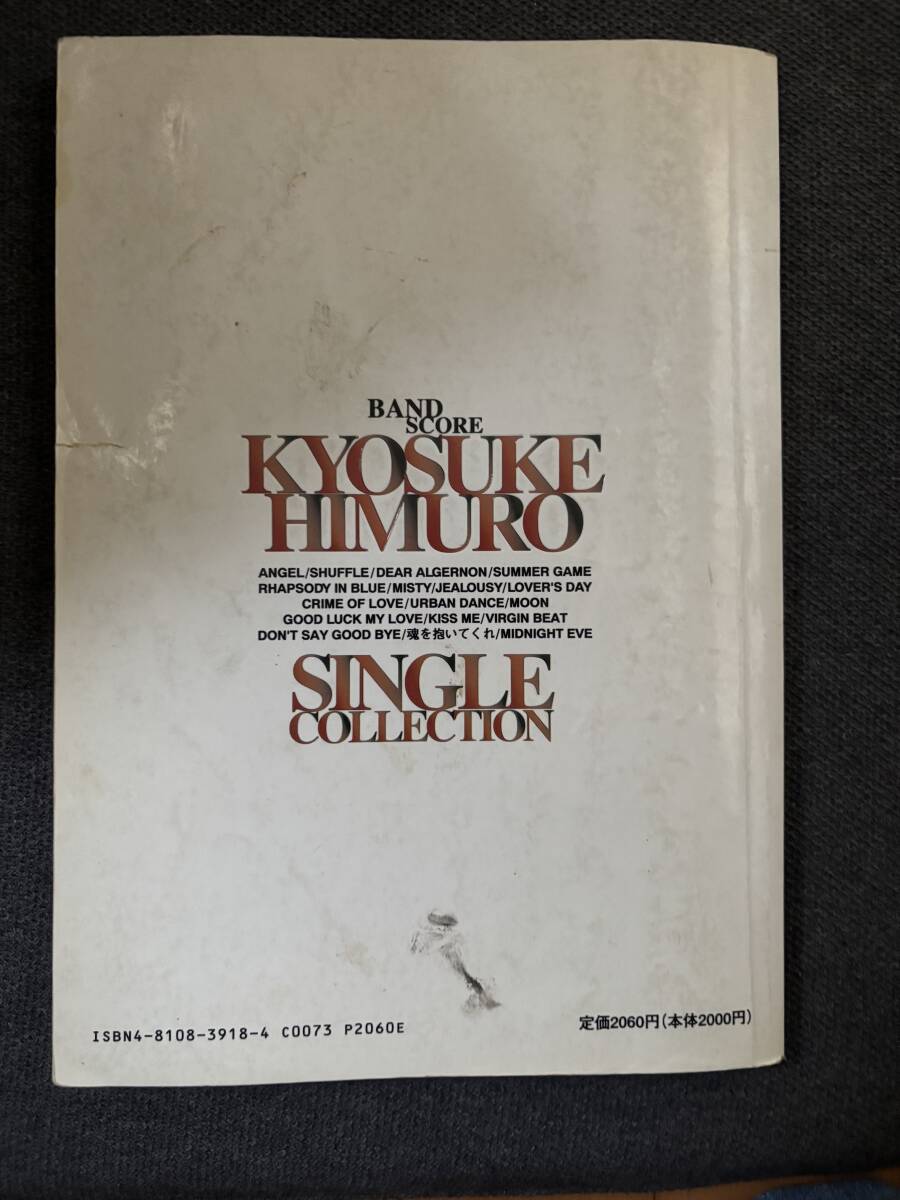 BAND
SCORE
KYOSUKE
HIMURO
ANGEL/SHUFFLE/DEAR ALGERNON/SUMMER GAME
RHAPSODY IN BLUE/MISTY/JEALOUSY/LOVER'S DAY
CRIME OF LOVE/URBAN DANCE/MOON
GOOD LUCK MY LOVE/KISS ME/VIRGIN BEAT
DON'T SAY GOOD BYE/魂を抱いてくれ/MIDNIGHT EVE
SINGLE
COLLECTION
ISBN4-8108-3918-4 C0073 P2060E
定価2060円(本体2000円)